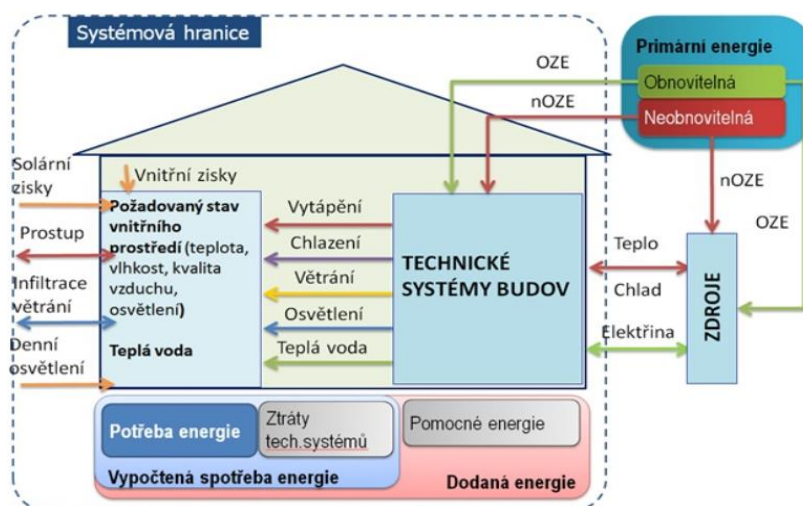 Systémová hranice
Primární energie
Obnovitelná
Neobnovitelná
OZE
nOZE
nOZE
OZE
Solární
zisky
Vnitřní zisky
Prostup
Infiltrace
větrání
Denní
osvětlení
Požadovaný stav
vnitřního
prostředí (teplota,
vlhkost, kvalita
vzduchu,
osvětlení)
Teplá voda
Vytápění
Chlazení
Větrání
Osvětlení
Teplá voda
TECHNICKÉ
SYSTÉMY BUDOV
Teplo
Chlad
Elektřina
ZDROJE
Potřeba energie
Ztráty
tech.systémů
Pomocné energie
Vypočtená spotřeba energie
Dodaná energie